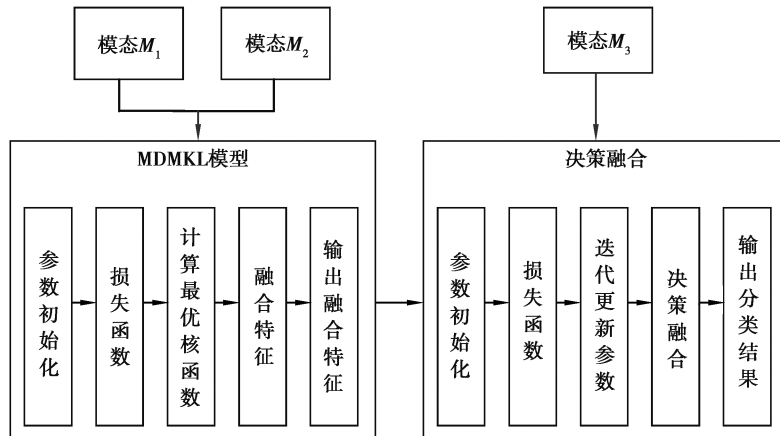 模态M₁
模态M₂
模态M₃
MDMKL模型
参数初始化
损失函数
计算最优核函数
融合特征
输出融合特征
决策融合
参数初始化
损失函数
迭代更新参数
决策融合
输出分类结果